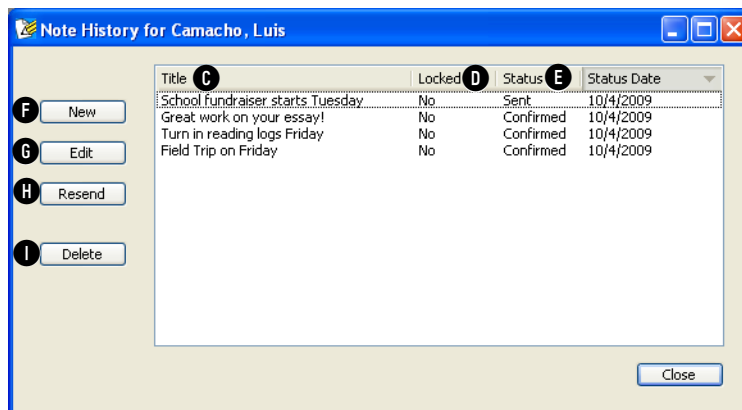 Note History for Camacho, Luis
Title C Locked D Status E Status Date
School fundraiser starts Tuesday No Sent 10/4/2009
F New Great work on your essay! No Confirmed 10/4/2009
Turn in reading logs Friday No Confirmed 10/4/2009
G Edit Field Trip on Friday No Confirmed 10/4/2009
H Resend
I Delete
Close